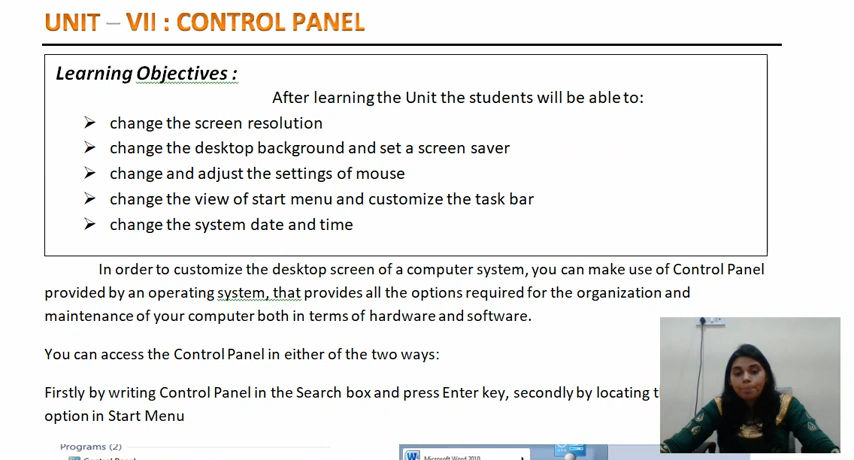 UNIT – VII : CONTROL PANEL
Learning Objectives :
After learning the Unit the students will be able to:
➢ change the screen resolution
➢ change the desktop background and set a screen saver
➢ change and adjust the settings of mouse
➢ change the view of start menu and customize the task bar
➢ change the system date and time
In order to customize the desktop screen of a computer system, you can make use of Control Panel
provided by an operating system, that provides all the options required for the organization and
maintenance of your computer both in terms of hardware and software.
You can access the Control Panel in either of the two ways:
Firstly by writing Control Panel in the Search box and press Enter key, secondly by locating
option in Start Menu
Programs (2)
Control Panel
Microsoft Word 2010